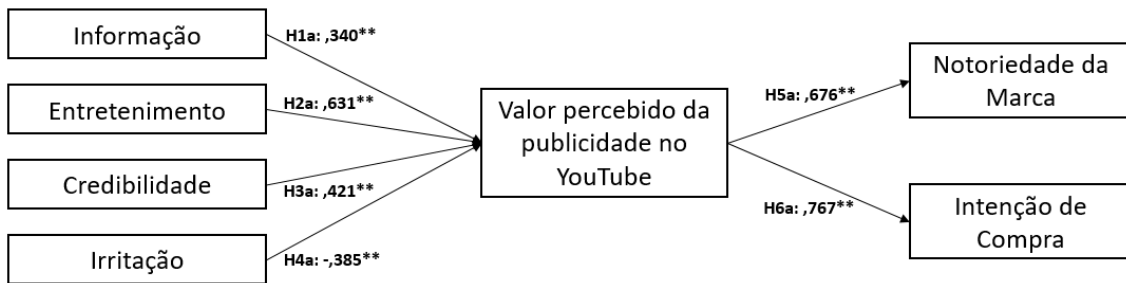 Informação
H1a: ,340**
Entretenimento
H2a: ,631**
Credibilidade
H3a: ,421**
Irritação
H4a: -,385**
Valor percebido da
publicidade no
YouTube
H5a: ,676**
Notoriedade da
Marca
H6a: ,767**
Intenção de
Compra